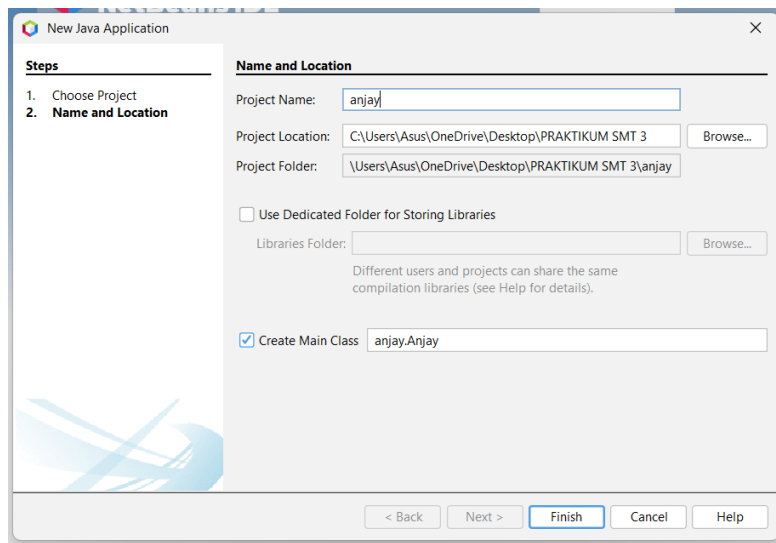 New Java Application
Steps
1. Choose Project
2. Name and Location
Name and Location
Project Name: anjay
Project Location: C:\Users\Asus\OneDrive\Desktop\PRAKTIKUM SMT 3 Browse...
Project Folder: \Users\Asus\OneDrive\Desktop\PRAKTIKUM SMT 3\anjay
Use Dedicated Folder for Storing Libraries
Libraries Folder: Browse...
Different users and projects can share the same
compilation libraries (see Help for details).
Create Main Class anjay.Anjay
< Back Next > Finish Cancel Help